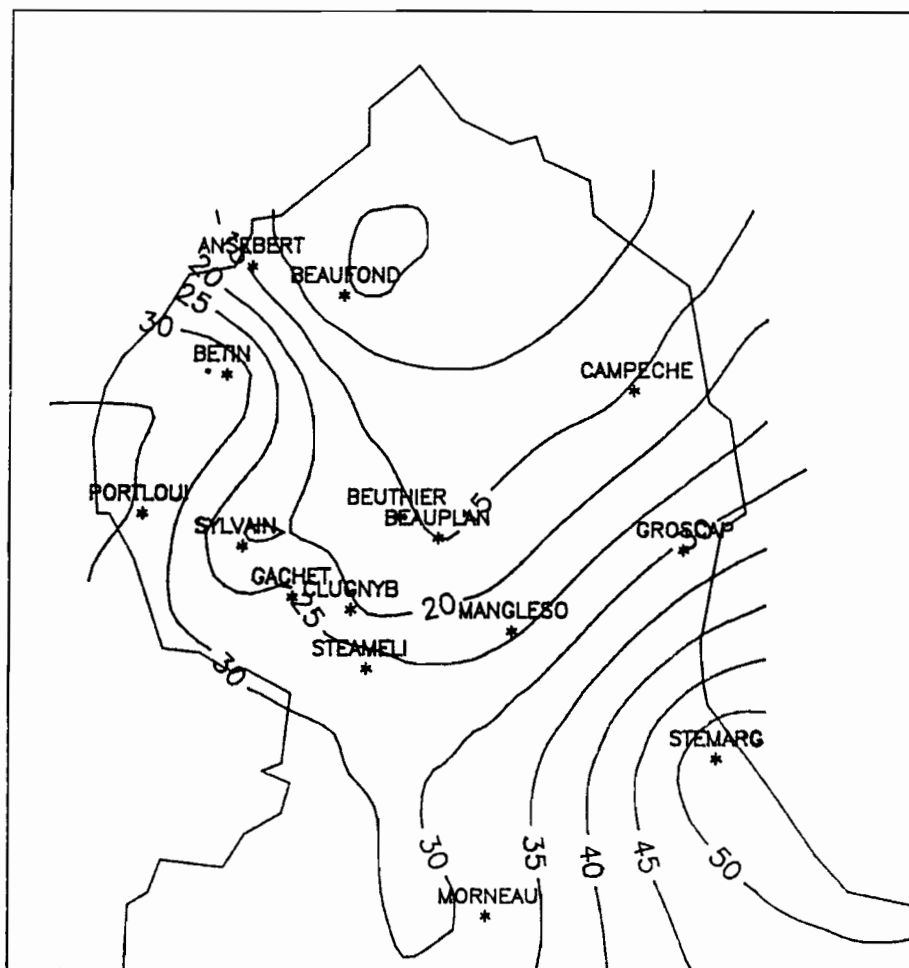 ANSEBERT
20
BEAUFOND
25
30
BETIN
CAMPECHE
PORTLOUI
BEUTHIER
BEAUPLAN
SYLVAIN
GROSCAP
GACHET
CLUGNYB
25
20
MANGLESO
STEAMELI
30
STEMARG
30
35
40
45
50
MORNEAU